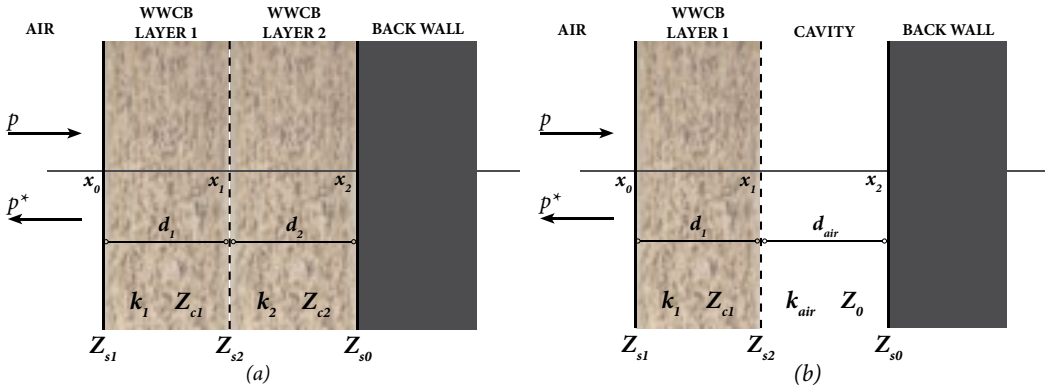 AIR
WWCB
LAYER 1
WWCB
LAYER 2
BACK WALL
p
x0
x1
x2
p*
d1
d2
k1 Zc1
k2 Zc2
Zs1
Zs2
Zs0
(a)
AIR
WWCB
LAYER 1
CAVITY
BACK WALL
p
x0
x1
x2
p*
d1
dair
k1 Zc1
kair Z0
Zs1
Zs2
Zs0
(b)